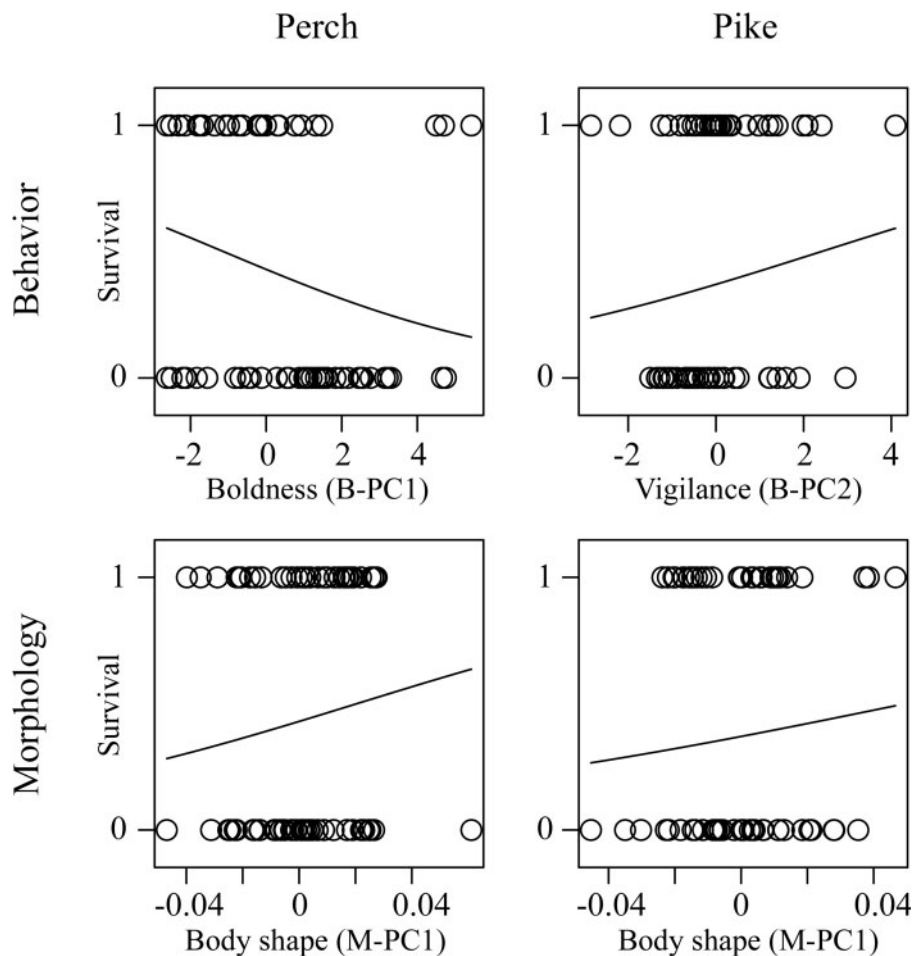 Perch Pike
Behavior
Survival
1
0
-2 0 2 4
Boldness (B-PC1)
1
0
-2 0 2 4
Vigilance (B-PC2)
Morphology
Survival
1
0
-0.04 0 0.04
Body shape (M-PC1)
1
0
-0.04 0 0.04
Body shape (M-PC1)